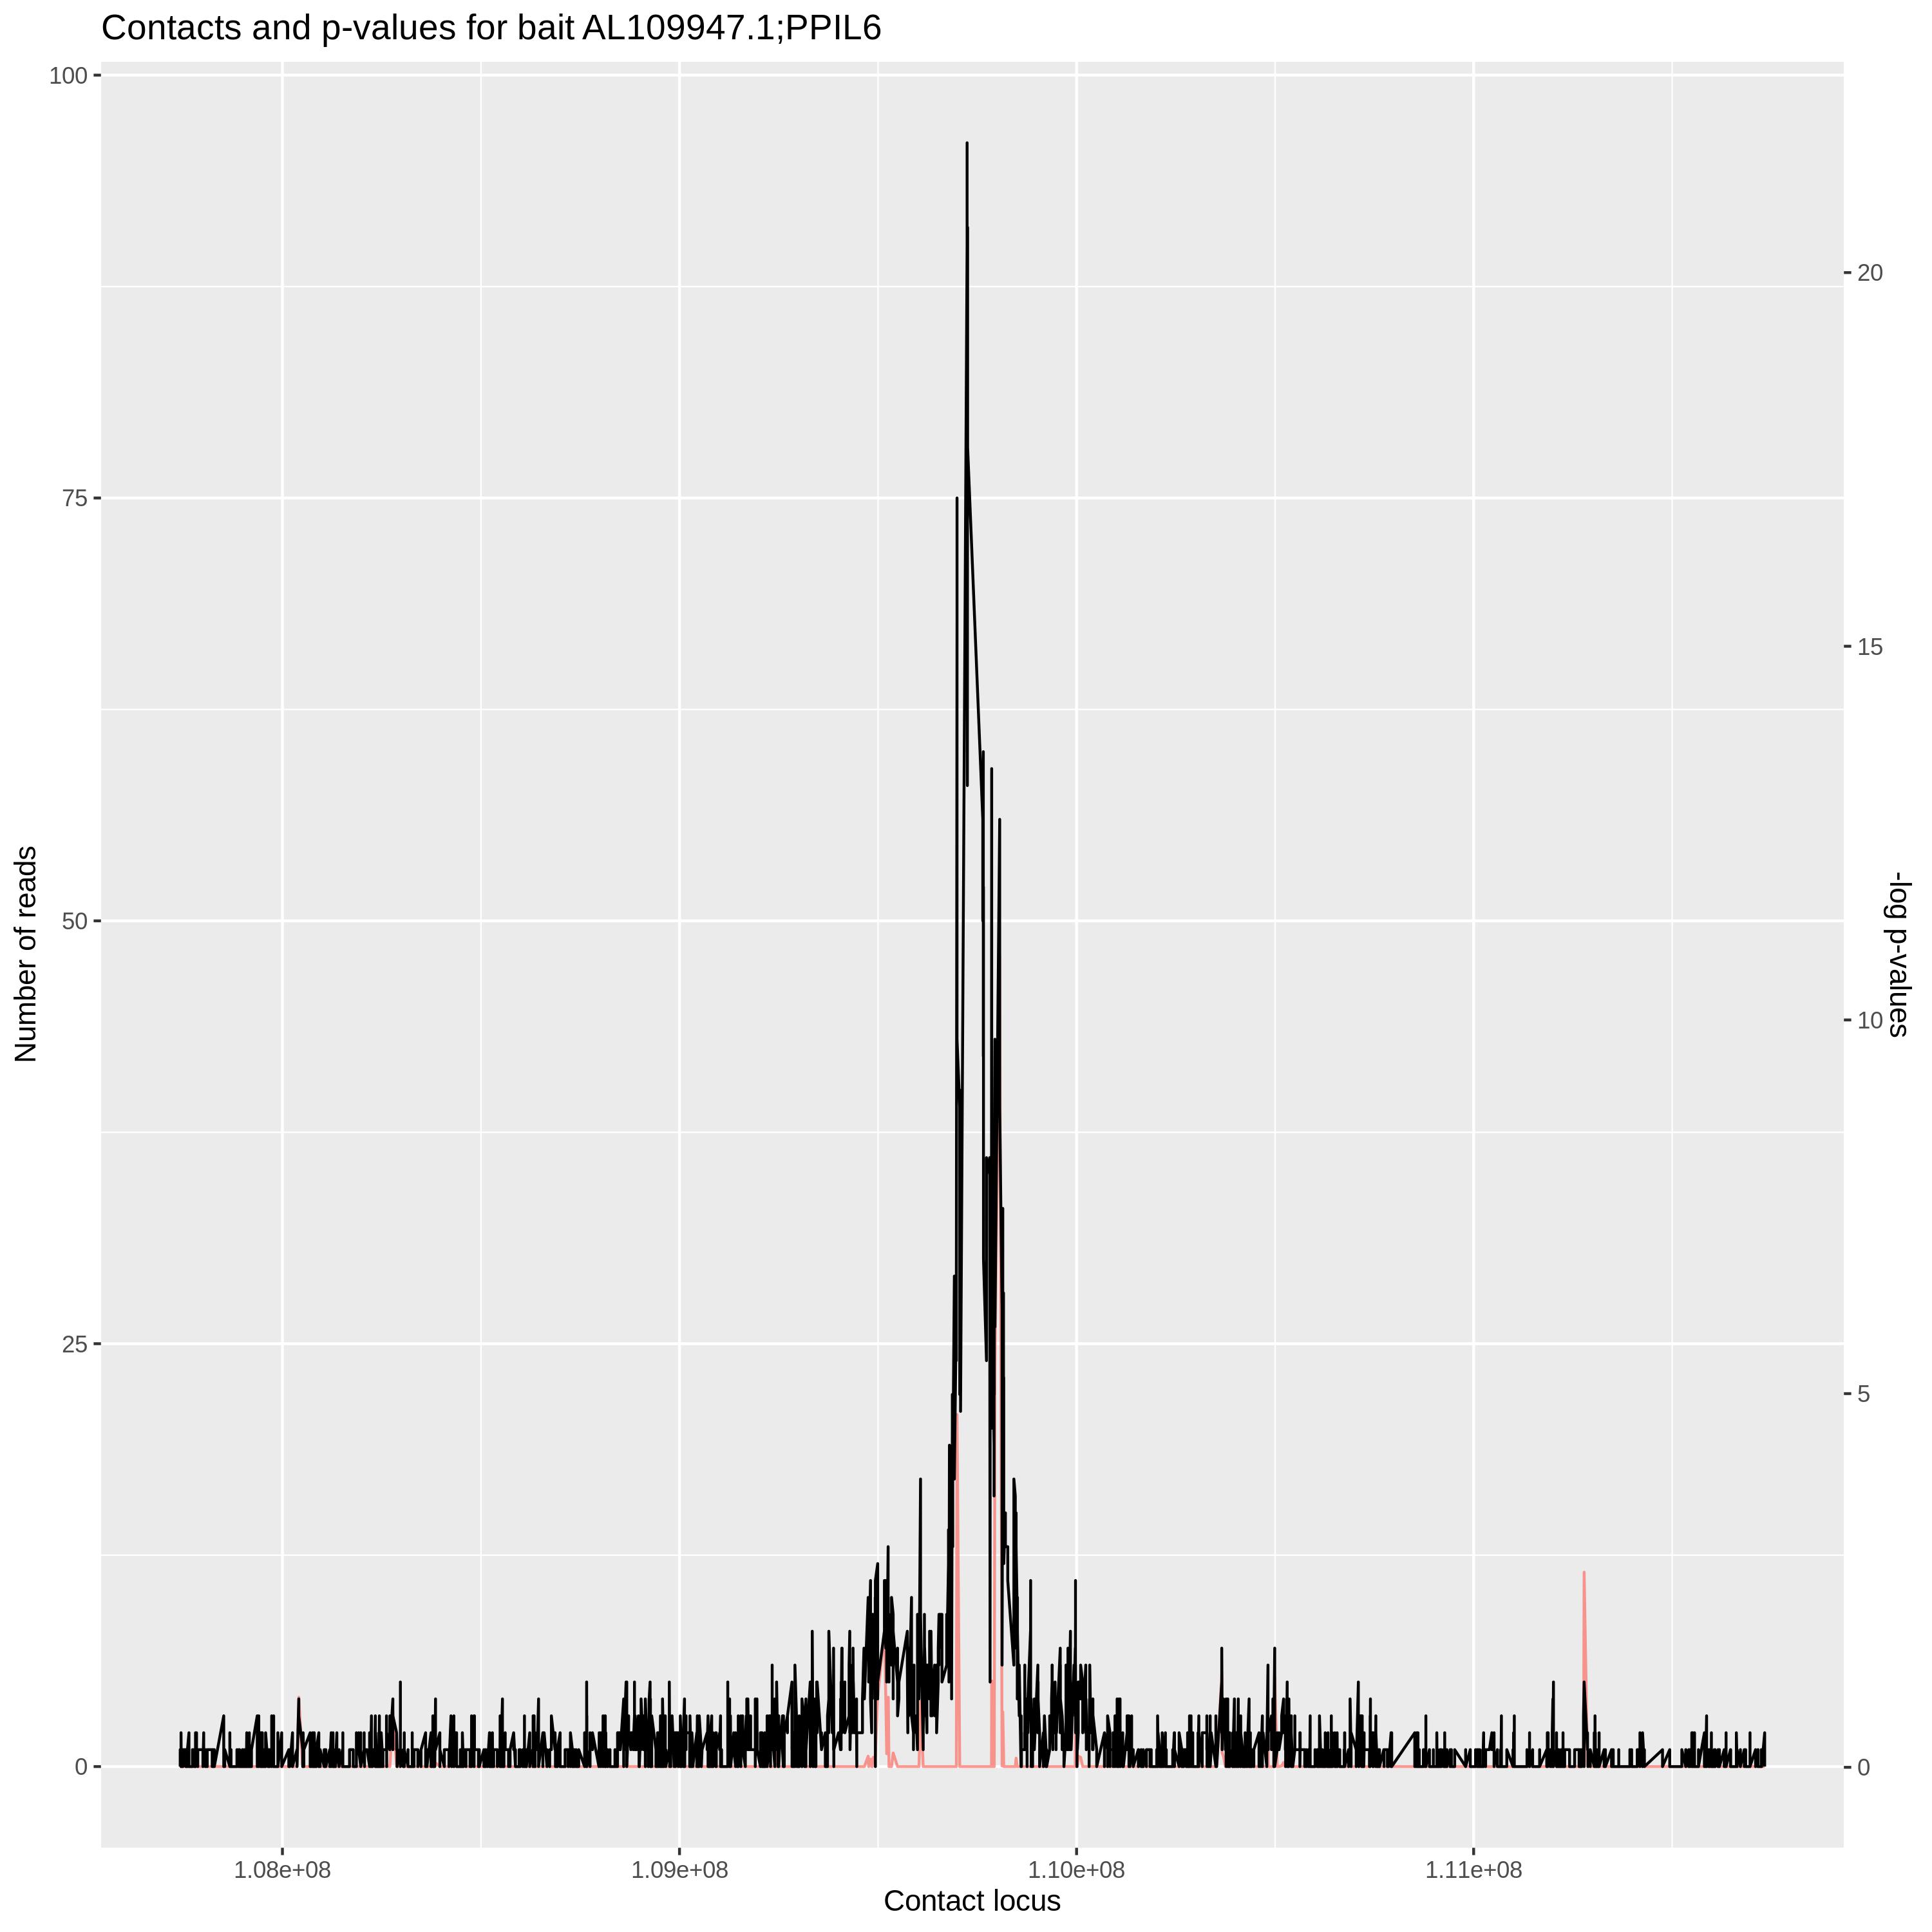 Contacts and p-values for bait AL109947.1;PPIL6
100
75
50
25
0
Number of reads
20
15
10
5
0
-log p-values
1.08e+08
1.09e+08
1.10e+08
1.11e+08
Contact locus